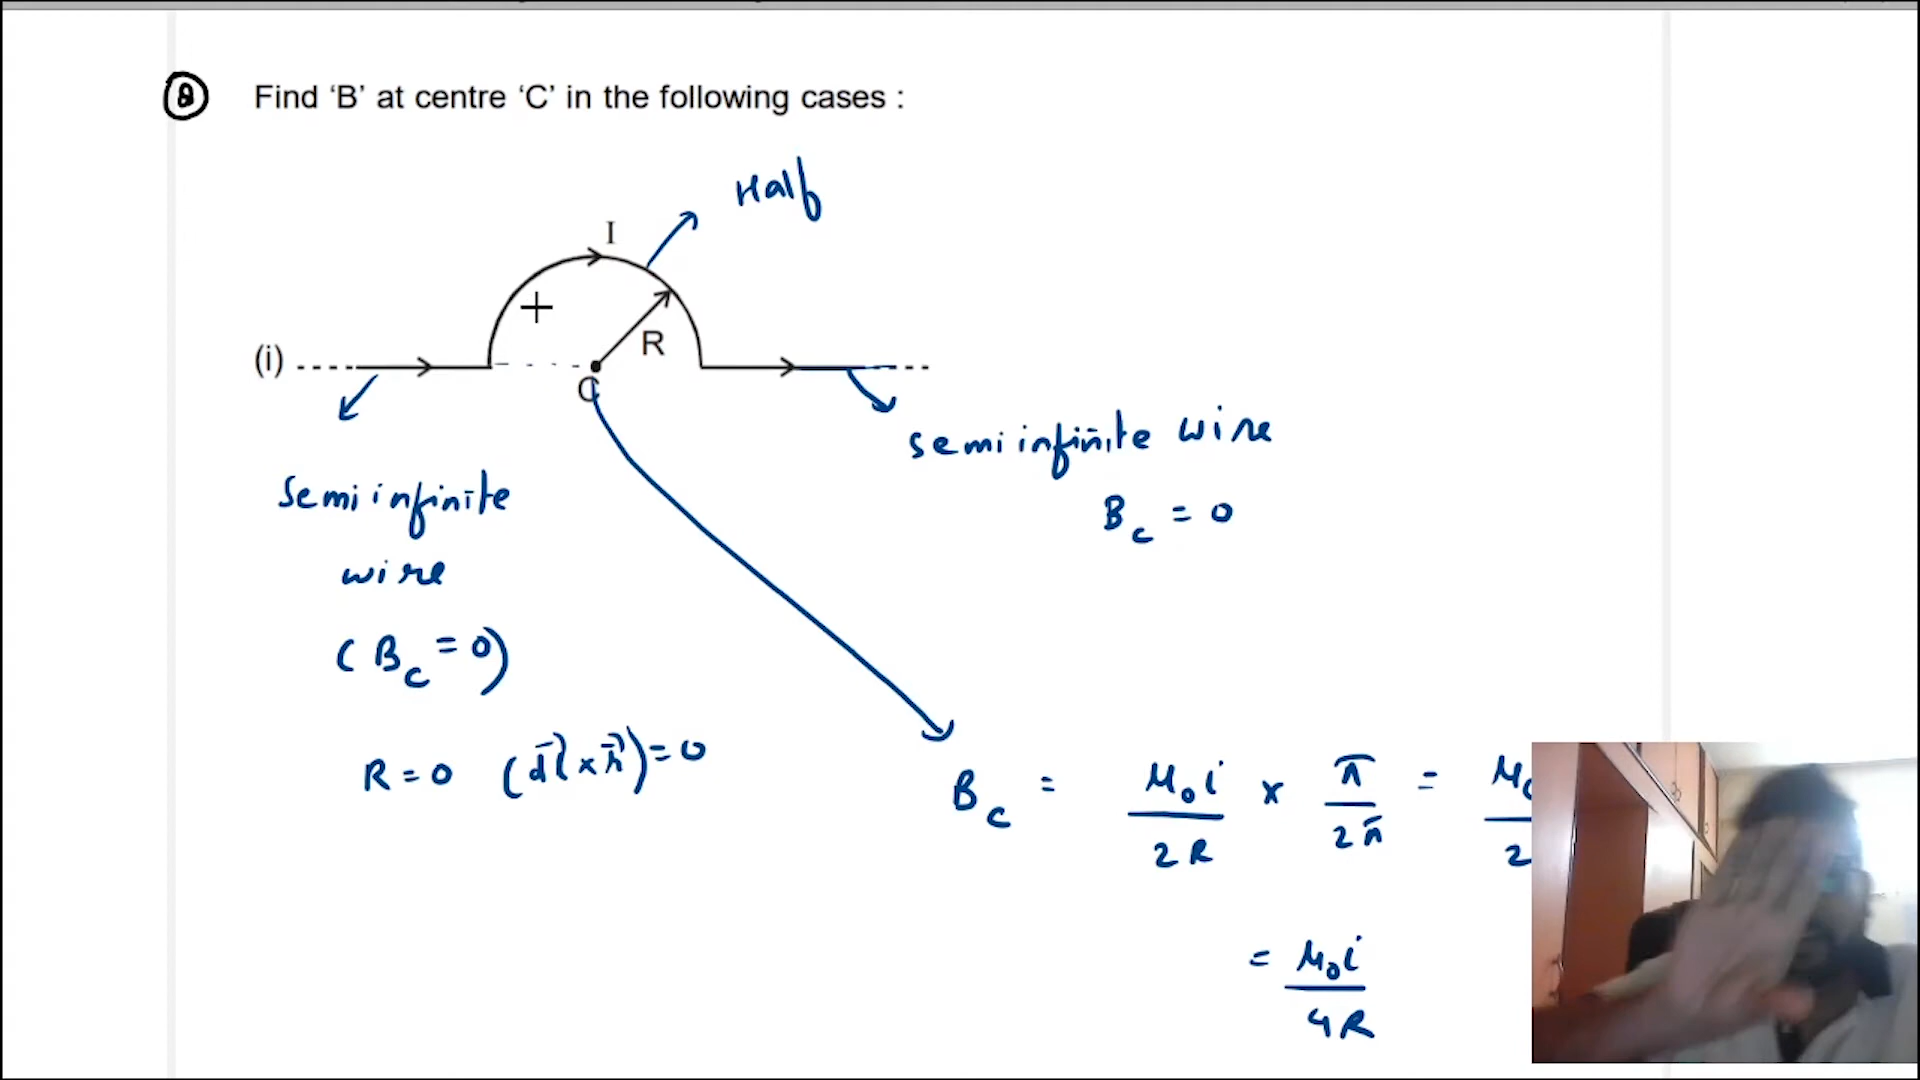 Find ‘B’ at centre ‘C’ in the following cases :
Half
I
R
(i)
C
semi infinite wire
B_c = 0
Semi infinite
wire
( B_c = 0)
R = 0 (dl⃗ × r⃗) = 0
B_c = μ₀i/2R × π/2π =
= μ₀i/4R